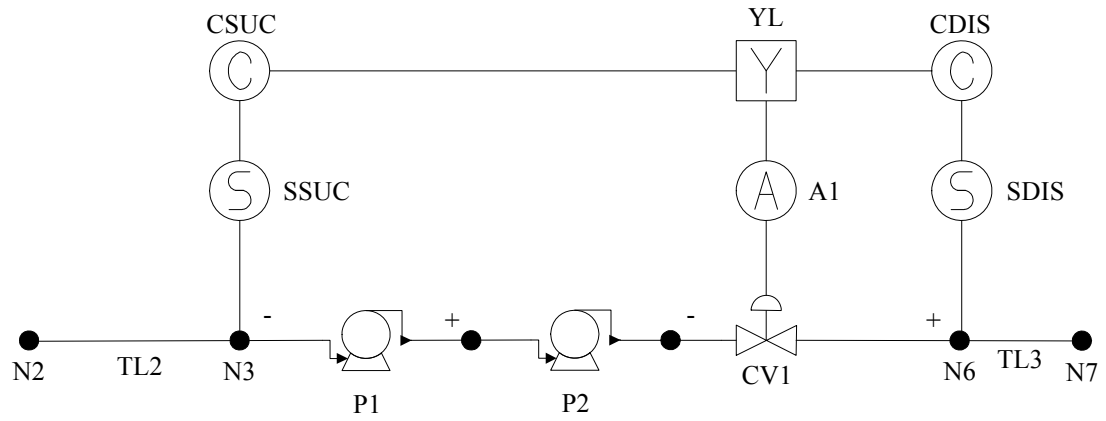 CSUC YL CDIS
C Y C
S SSUC A A1 S SDIS
- + - +
N2 TL2 N3 P1 P2 CV1 N6 TL3 N7